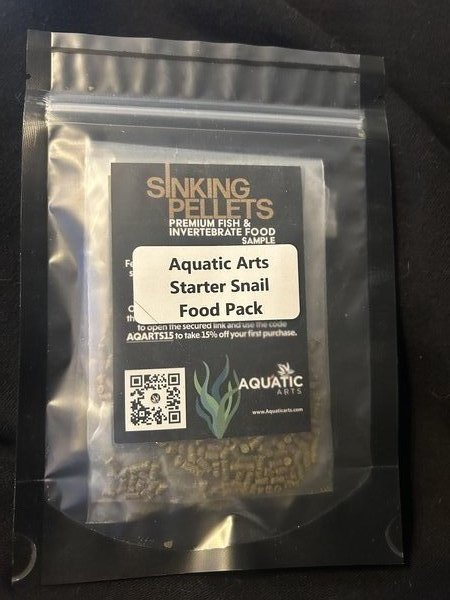 SINKING
PELLETS
PREMIUM FISH &
INVERTEBRATE FOOD
SAMPLE
Aquatic Arts
Starter Snail
Food Pack
to open the secured link and use the code
AQARTS15 to take 15% off your first purchase.
AQUATIC
ARTS
www.Aquaticarts.com